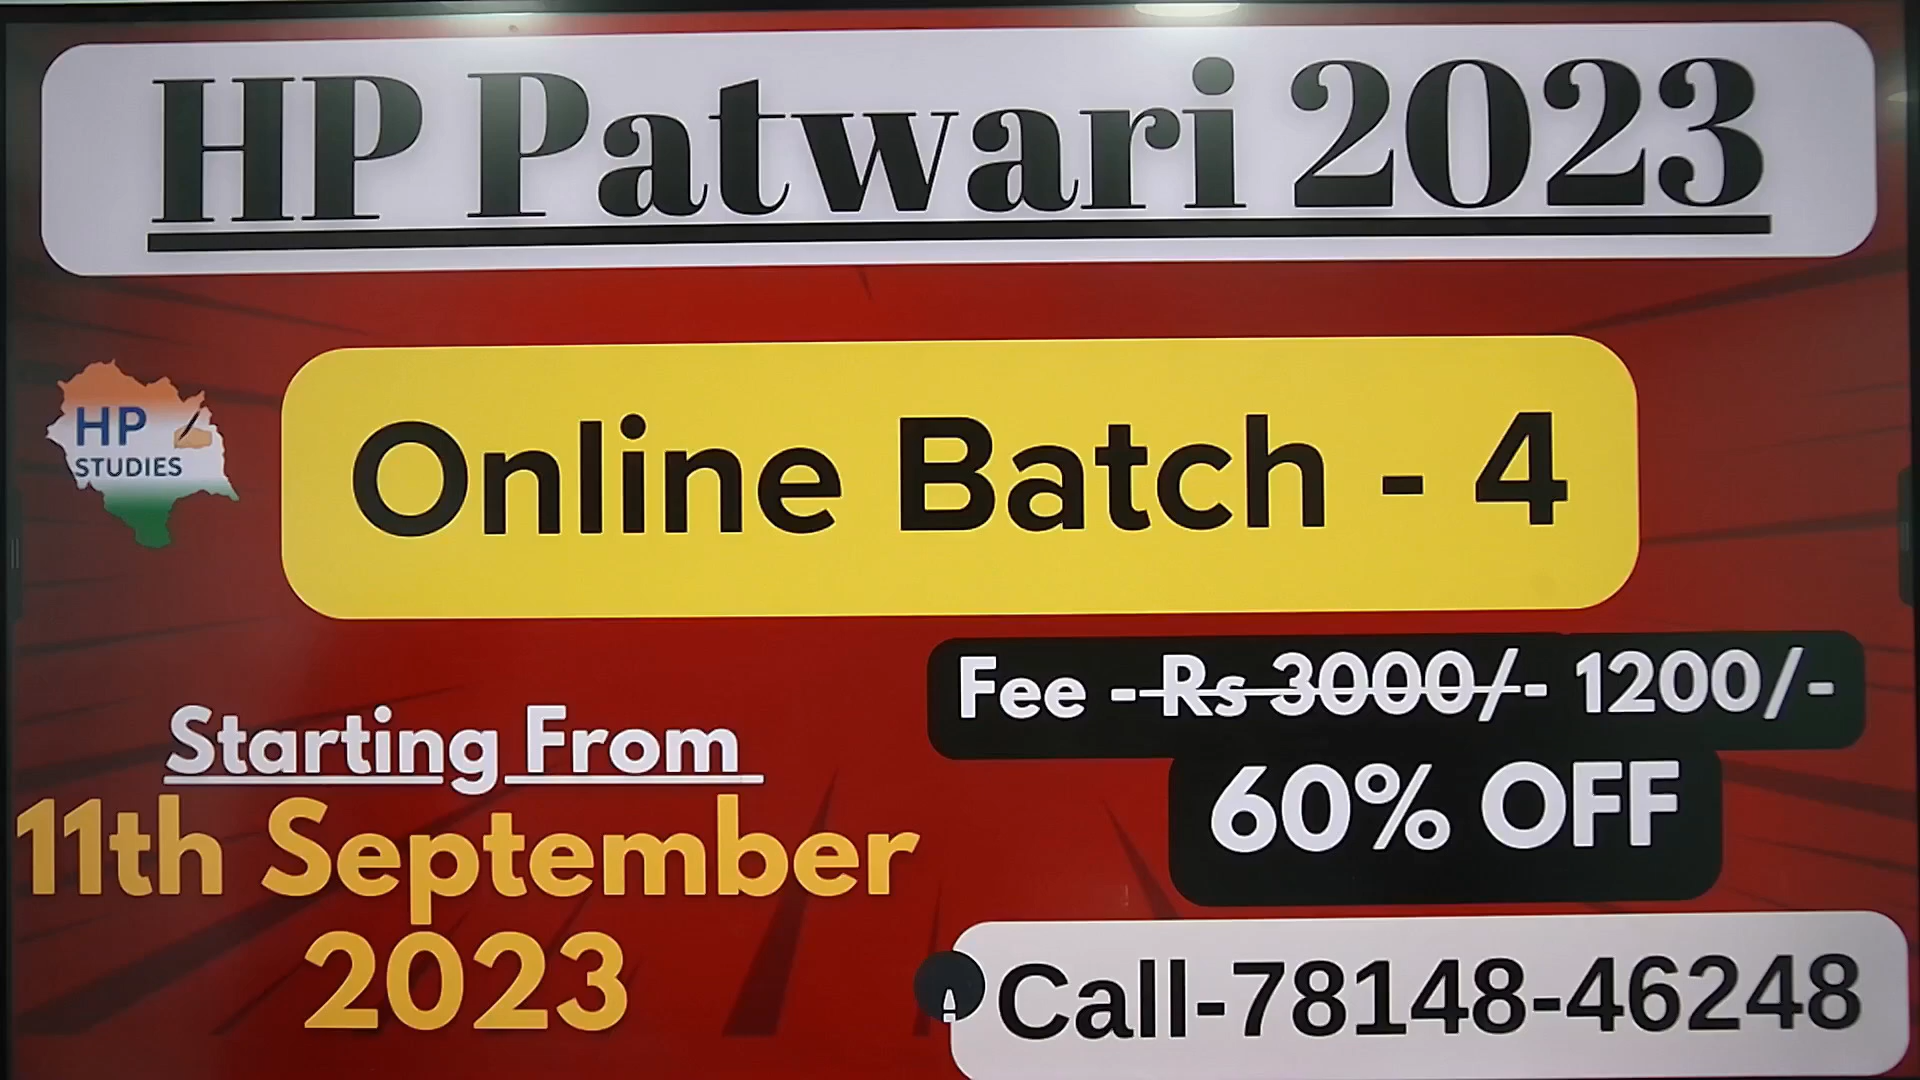 HP Patwari 2023
HP
STUDIES
Online Batch - 4
Fee - Rs 3000/- 1200/-
60% OFF
Starting From
11th September
2023
Call-78148-46248